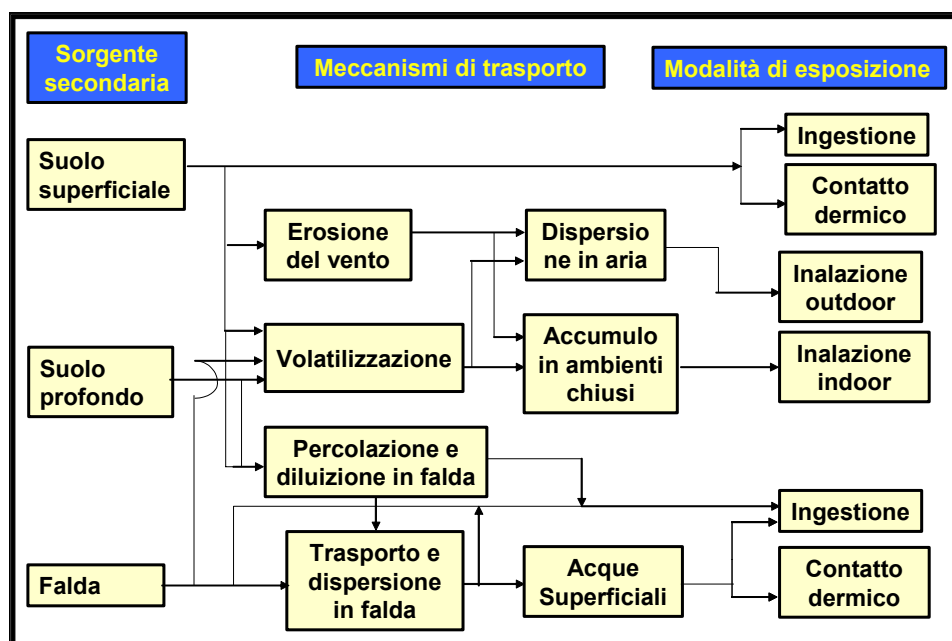 Sorgente
secondaria
Meccanismi di trasporto
Modalità di esposizione
Suolo
superficiale
Ingestione
Contatto
dermico
Erosione
del vento
Dispersio
ne in aria
Inalazione
outdoor
Volatilizzazione
Accumulo
in ambienti
chiusi
Inalazione
indoor
Suolo
profondo
Percolazione e
diluizione in falda
Ingestione
Falda
Trasporto e
dispersione
in falda
Acque
Superficiali
Contatto
dermico